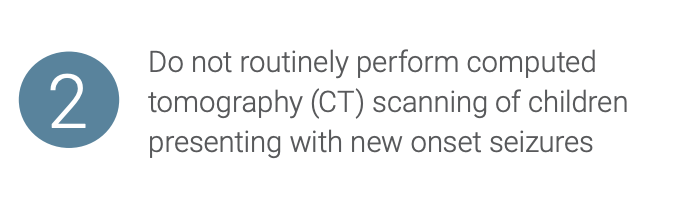 2
Do not routinely perform computed
tomography (CT) scanning of children
presenting with new onset seizures